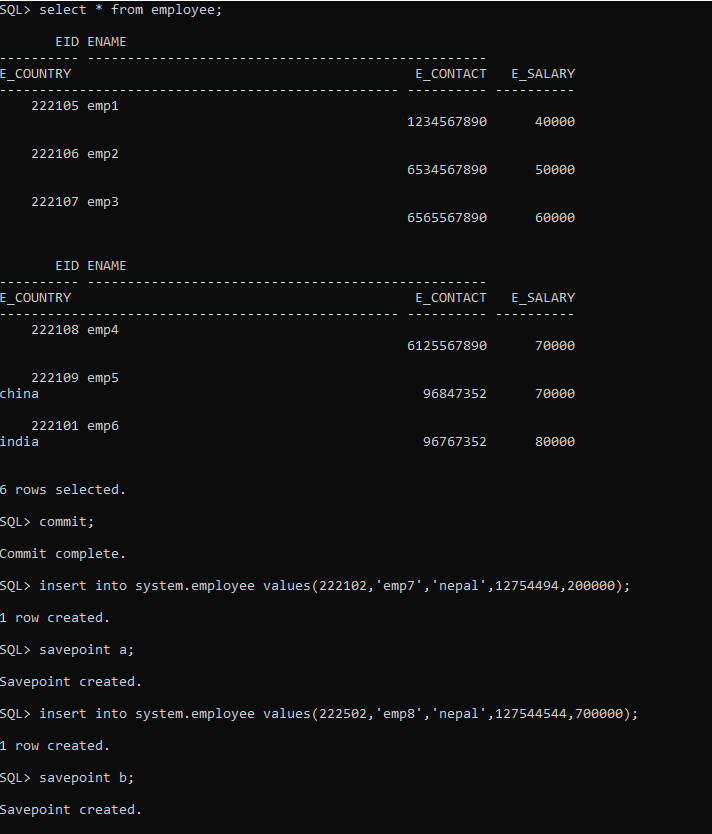 SQL> select * from employee;
       EID ENAME
---------- --------------------------------------------------
E_COUNTRY                                           E_CONTACT   E_SALARY
-------------------------------------------------- ---------- ----------
    222105 emp1
                                                   1234567890      40000
    222106 emp2
                                                   6534567890      50000
    222107 emp3
                                                   6565567890      60000
       EID ENAME
---------- --------------------------------------------------
E_COUNTRY                                           E_CONTACT   E_SALARY
-------------------------------------------------- ---------- ----------
    222108 emp4
                                                   6125567890      70000
    222109 emp5
china                                                96847352      70000
    222101 emp6
india                                                96767352      80000
6 rows selected.
SQL> commit;
Commit complete.
SQL> insert into system.employee values(222102,'emp7','nepal',12754494,200000);
1 row created.
SQL> savepoint a;
Savepoint created.
SQL> insert into system.employee values(222502,'emp8','nepal',127544544,700000);
1 row created.
SQL> savepoint b;
Savepoint created.